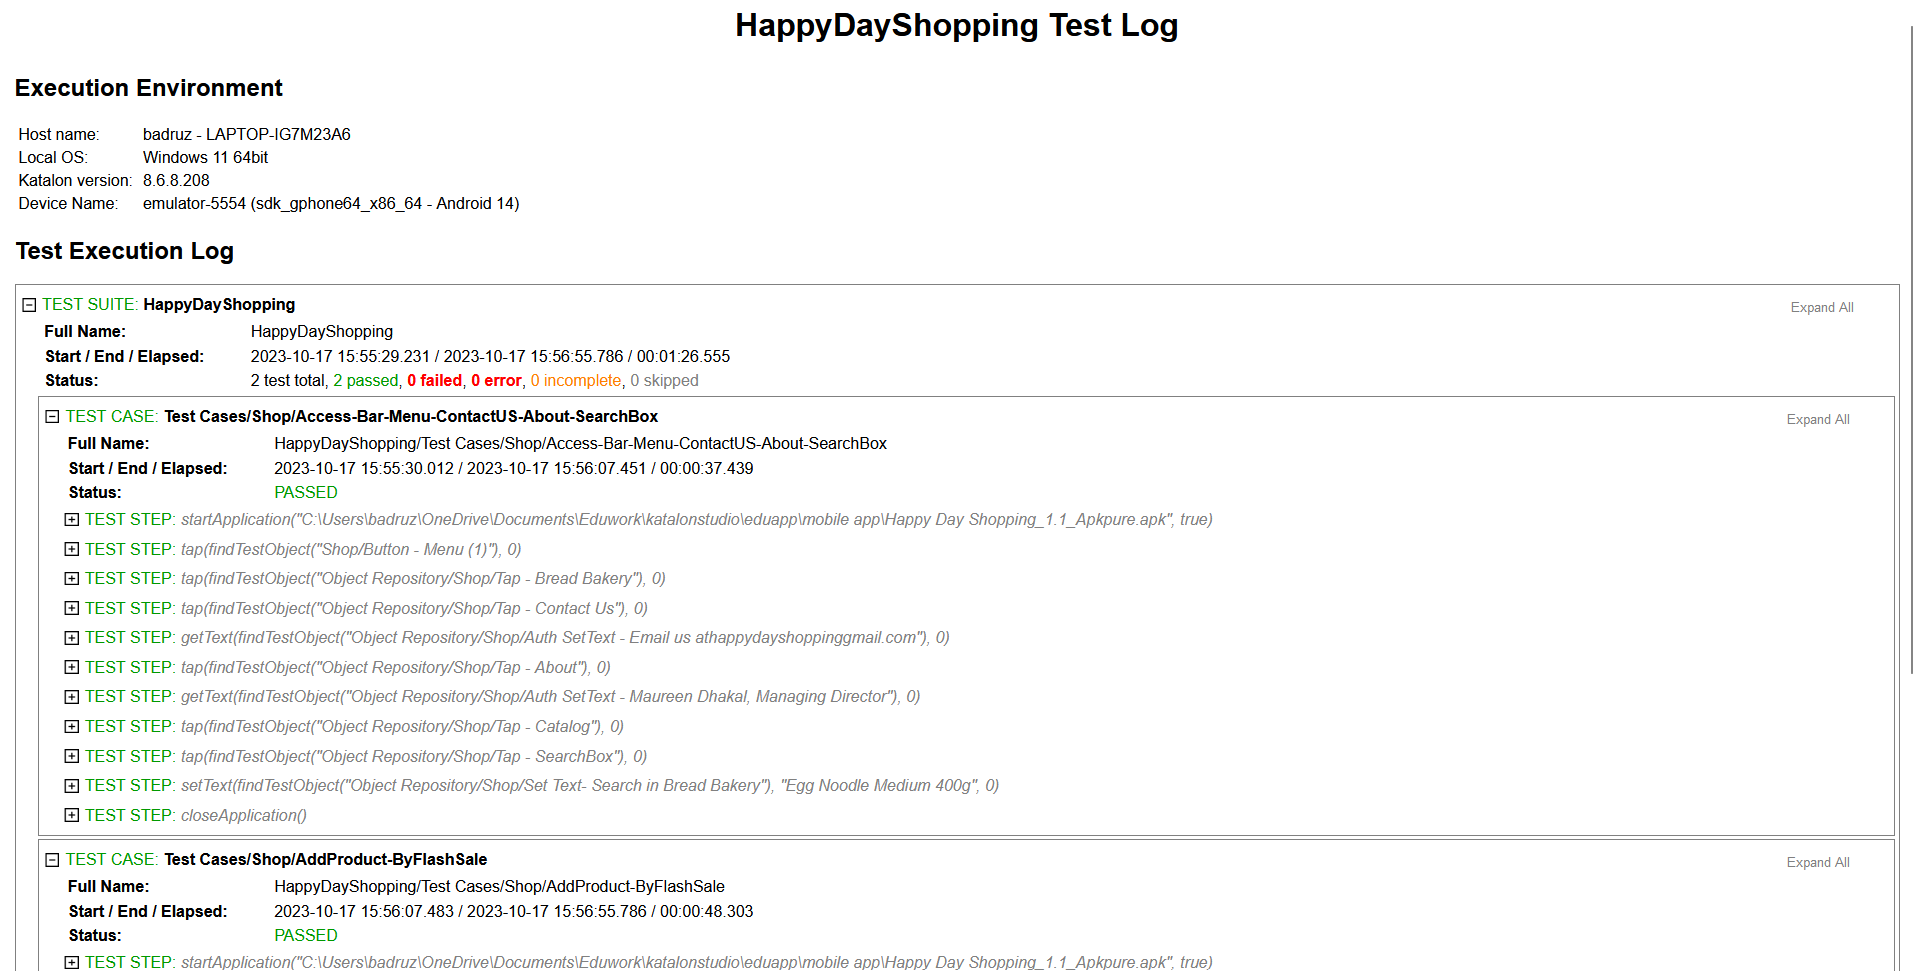 HappyDayShopping Test Log
Execution Environment
Host name: badruz - LAPTOP-IG7M23A6
Local OS: Windows 11 64bit
Katalon version: 8.6.8.208
Device Name: emulator-5554 (sdk_gphone64_x86_64 - Android 14)
Test Execution Log
TEST SUITE: HappyDayShopping Expand All
Full Name: HappyDayShopping
Start / End / Elapsed: 2023-10-17 15:55:29.231 / 2023-10-17 15:56:55.786 / 00:01:26.555
Status: 2 test total, 2 passed, 0 failed, 0 error, 0 incomplete, 0 skipped
TEST CASE: Test Cases/Shop/Access-Bar-Menu-ContactUS-About-SearchBox Expand All
Full Name: HappyDayShopping/Test Cases/Shop/Access-Bar-Menu-ContactUS-About-SearchBox
Start / End / Elapsed: 2023-10-17 15:55:30.012 / 2023-10-17 15:56:07.451 / 00:00:37.439
Status: PASSED
TEST STEP: startApplication("C:\Users\badruz\OneDrive\Documents\Eduwork\katalonstudio\eduapp\mobile app\Happy Day Shopping_1.1_Apkpure.apk", true)
TEST STEP: tap(findTestObject("Shop/Button - Menu (1)"), 0)
TEST STEP: tap(findTestObject("Object Repository/Shop/Tap - Bread Bakery"), 0)
TEST STEP: tap(findTestObject("Object Repository/Shop/Tap - Contact Us"), 0)
TEST STEP: getText(findTestObject("Object Repository/Shop/Auth SetText - Email us athappydayshoppinggmail.com"), 0)
TEST STEP: tap(findTestObject("Object Repository/Shop/Tap - About"), 0)
TEST STEP: getText(findTestObject("Object Repository/Shop/Auth SetText - Maureen Dhakal, Managing Director"), 0)
TEST STEP: tap(findTestObject("Object Repository/Shop/Tap - Catalog"), 0)
TEST STEP: tap(findTestObject("Object Repository/Shop/Tap - SearchBox"), 0)
TEST STEP: setText(findTestObject("Object Repository/Shop/Set Text- Search in Bread Bakery"), "Egg Noodle Medium 400g", 0)
TEST STEP: closeApplication()
TEST CASE: Test Cases/Shop/AddProduct-ByFlashSale Expand All
Full Name: HappyDayShopping/Test Cases/Shop/AddProduct-ByFlashSale
Start / End / Elapsed: 2023-10-17 15:56:07.483 / 2023-10-17 15:56:55.786 / 00:00:48.303
Status: PASSED
TEST STEP: startApplication("C:\Users\badruz\OneDrive\Documents\Eduwork\katalonstudio\eduapp\mobile app\Happy Day Shopping_1.1_Apkpure.apk", true)